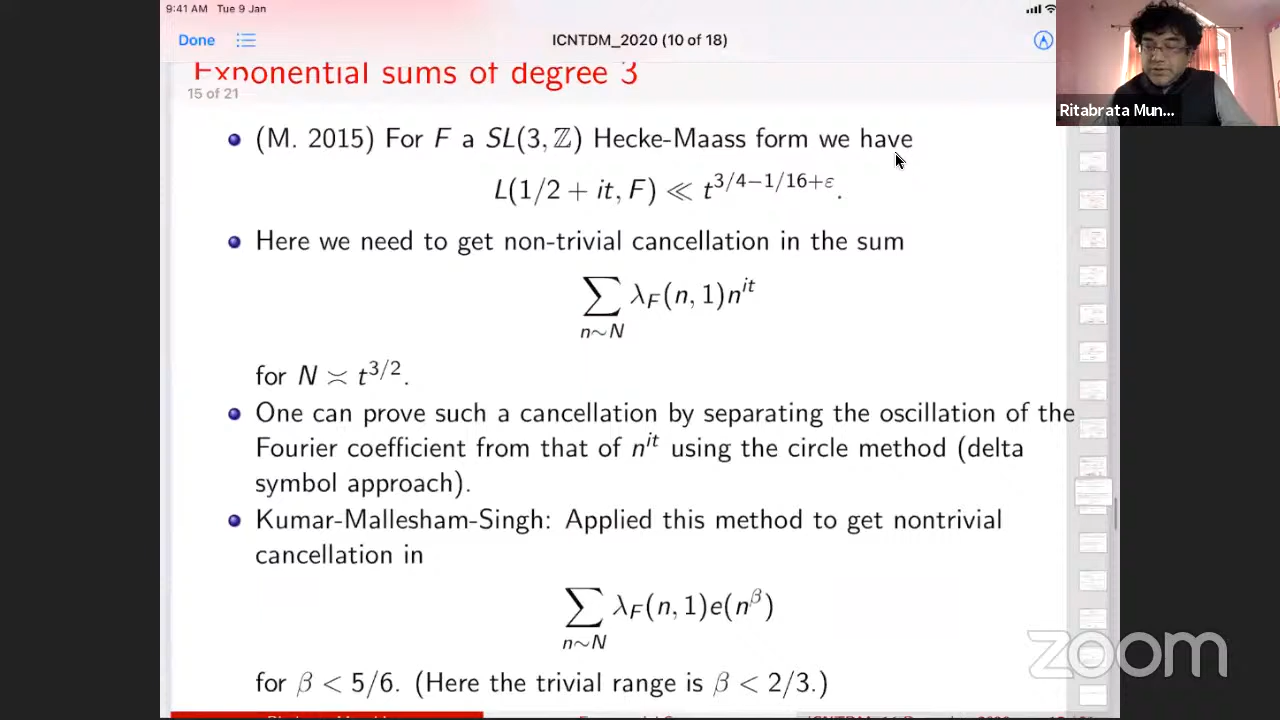 9:41 AM Tue 9 Jan
Done
ICNTDM_2020 (10 of 18)
Exponential sums of degree 3
15 of 21
Ritabrata Mun...
(M. 2015) For F a SL(3, ℤ) Hecke-Maass form we have
L(1/2 + it, F) ≪ t^{3/4−1/16+ε}.
Here we need to get non-trivial cancellation in the sum
∑_{n∼N} λ_F(n, 1)n^{it}
for N ≍ t^{3/2}.
One can prove such a cancellation by separating the oscillation of the
Fourier coefficient from that of n^{it} using the circle method (delta
symbol approach).
Kumar-Mallesham-Singh: Applied this method to get nontrivial
cancellation in
∑_{n∼N} λ_F(n, 1)e(n^β)
for β < 5/6. (Here the trivial range is β < 2/3.)
zoom